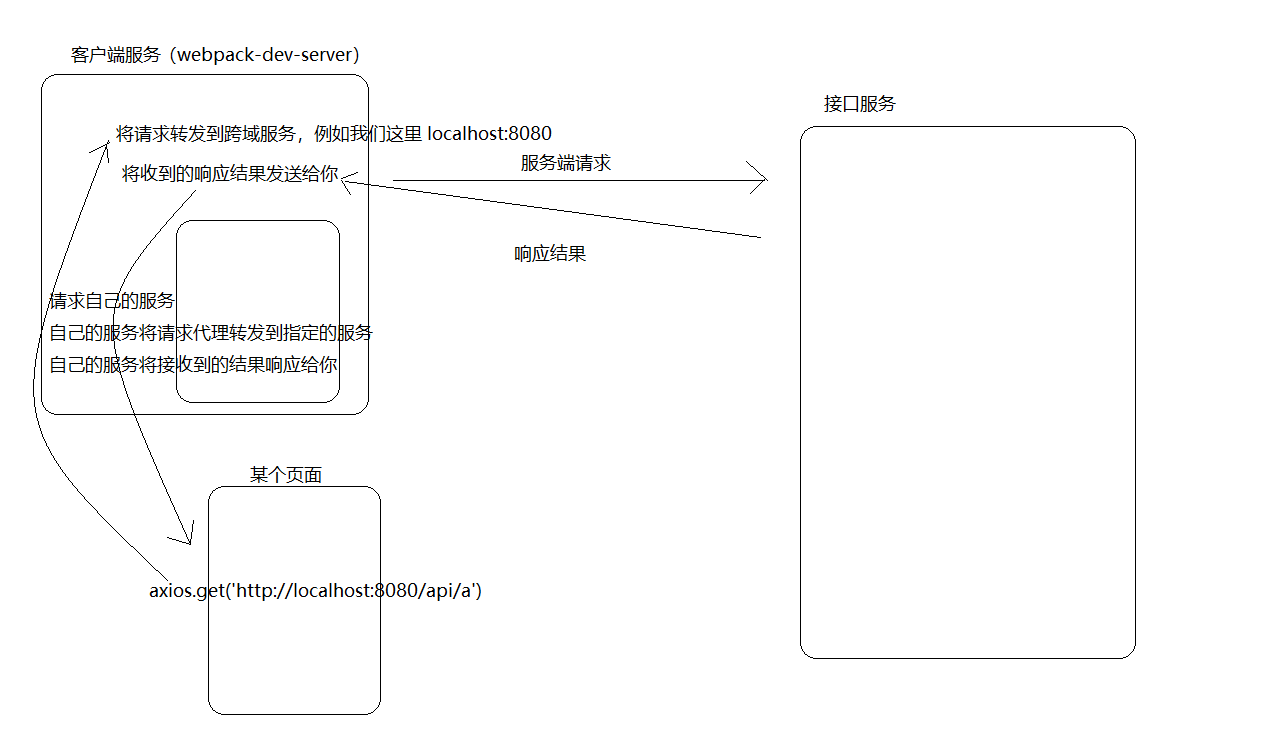 客户端服务（webpack-dev-server）
接口服务
将请求转发到跨域服务，例如我们这里 localhost:8080
服务端请求
将收到的响应结果发送给你
响应结果
请求自己的服务
自己的服务将请求代理转发到指定的服务
自己的服务将接收到的结果响应给你
某个页面
axios.get('http://localhost:8080/api/a')